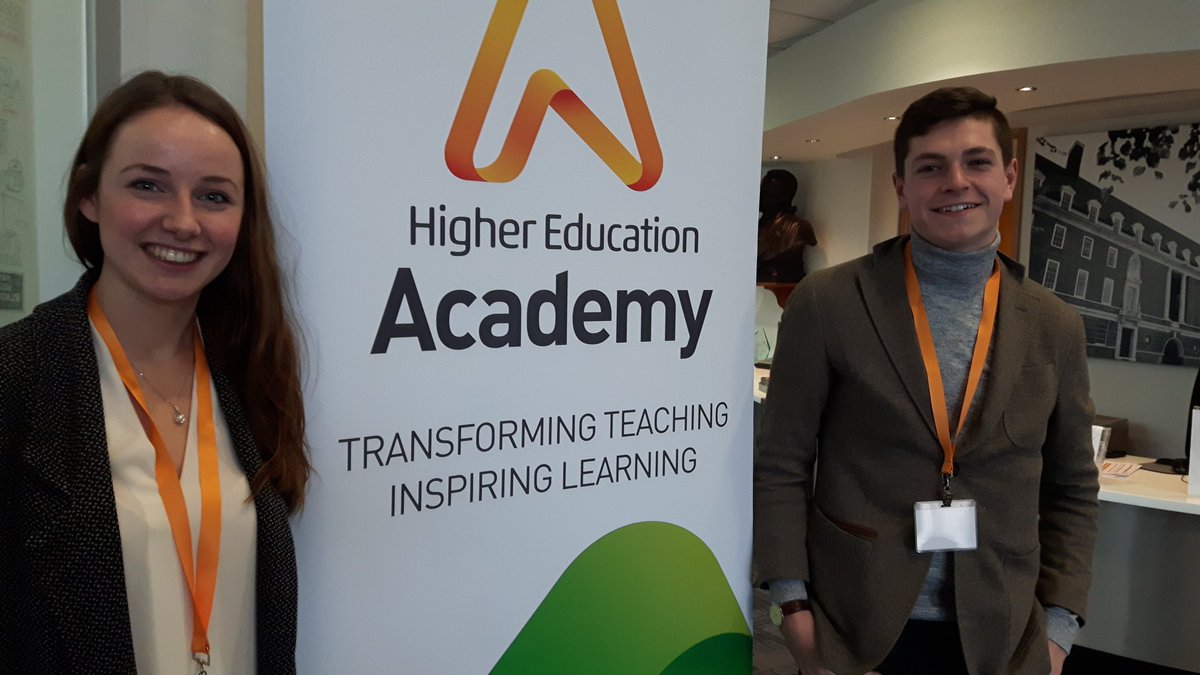 Higher Education
Academy
TRANSFORMING TEACHING
INSPIRING LEARNING